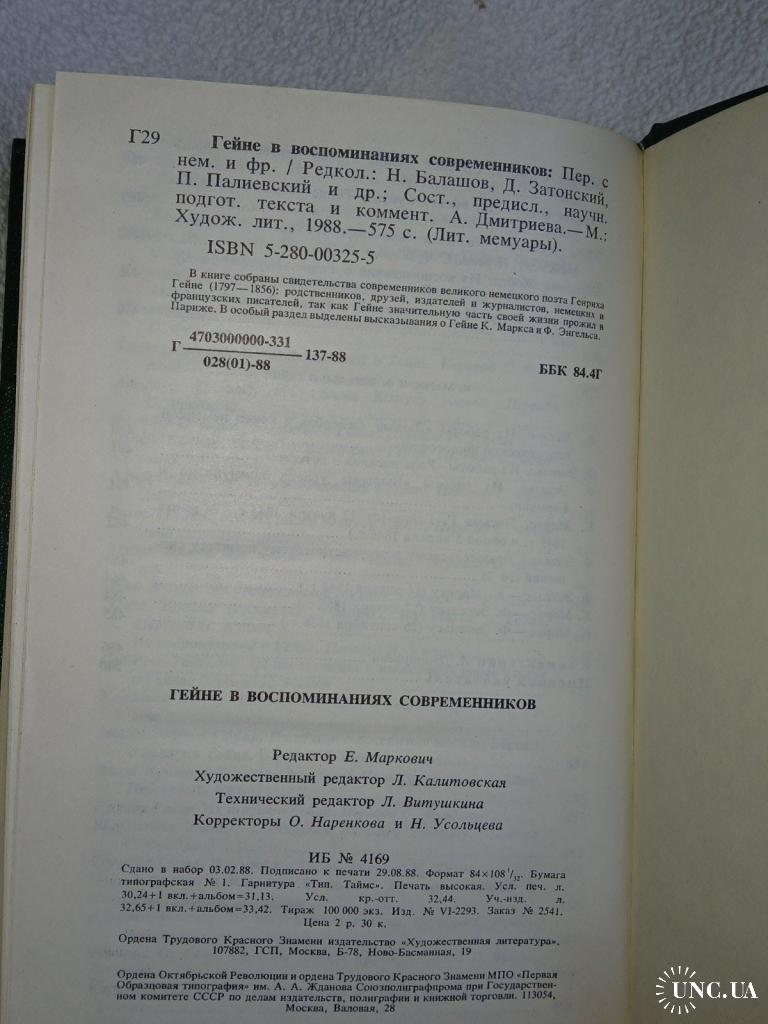 Г29
Гейне в воспоминаниях современников: Пер. с
нем. и фр. / Редкол.: Н. Балашов, Д. Затонский,
П. Палиевский и др.; Сост., предисл., научн.
подгот. текста и коммент. А. Дмитриева.—М.:
Худож. лит., 1988.—575 с. (Лит. мемуары).
ISBN 5-280-00325-5
В книге собраны свидетельства современников великого немецкого поэта Генриха
Гейне (1797—1856): родственников, друзей, издателей и журналистов, немецких и
французских писателей, так как Гейне значительную часть своей жизни прожил в
Париже. В особый раздел выделены высказывания о Гейне К. Маркса и Ф. Энгельса.
Г 4703000000-331 137-88
028(01)-88
ББК 84.4Г
ГЕЙНЕ В ВОСПОМИНАНИЯХ СОВРЕМЕННИКОВ
Редактор Е. Маркович
Художественный редактор Л. Калитовская
Технический редактор Л. Витушкина
Корректоры О. Наренкова и Н. Усольцева
ИБ № 4169
Сдано в набор 03.02.88. Подписано к печати 29.08.88. Формат 84×108 1/32. Бумага
типографская № 1. Гарнитура «Тип. Таймс». Печать высокая. Усл. печ. л.
30,24+1 вкл.+альбом=31,13. Усл. кр.-отт. 32,44. Уч.-изд. л.
32,65+1 вкл.+альбом=33,42. Тираж 100 000 экз. Изд. № VI-2293. Заказ № 2541.
Цена 2 р. 30 к.
Ордена Трудового Красного Знамени издательство «Художественная литература».
107882, ГСП, Москва, Б-78, Ново-Басманная, 19
Ордена Октябрьской Революции и ордена Трудового Красного Знамени МПО «Первая
Образцовая типография» им. А. А. Жданова Союзполиграфпрома при Государствен-
ном комитете СССР по делам издательств, полиграфии и книжной торговли. 113054,
Москва, Валовая, 28
UNC.UA